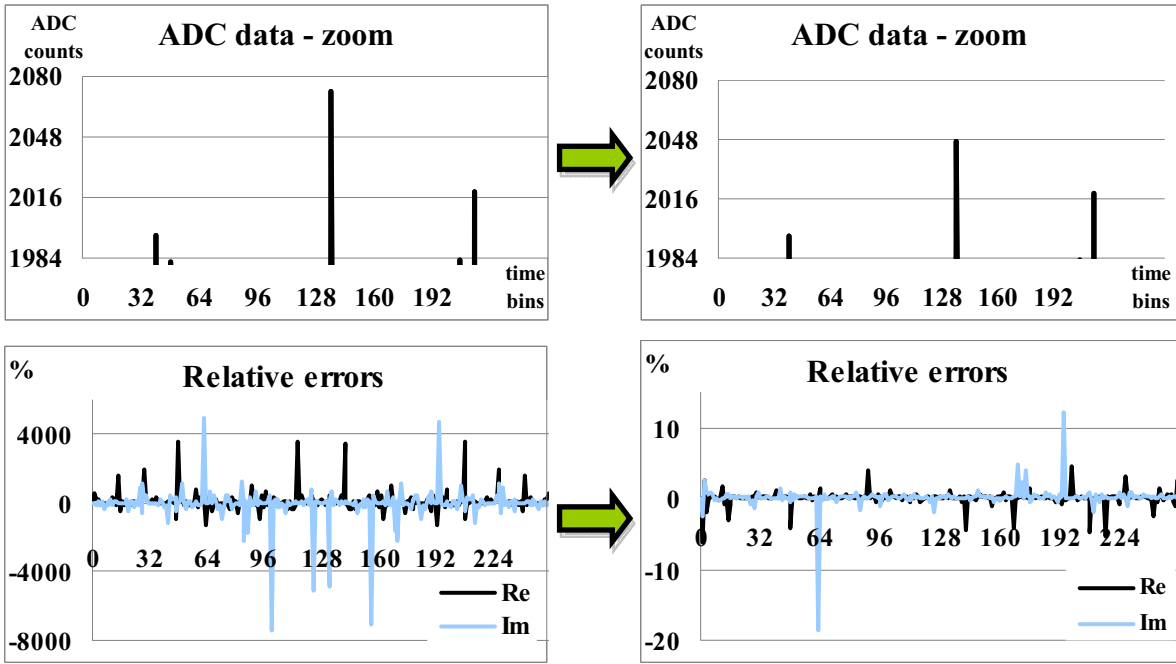 ADC
counts
ADC data - zoom
2080
2048
2016
1984
time
bins
0 32 64 96 128 160 192
ADC
counts
ADC data - zoom
2080
2048
2016
1984
time
bins
0 32 64 96 128 160 192
%
Relative errors
4000
0
-4000
-8000
0 32 64 96 128 160 192 224
Re
Im
%
Relative errors
10
0
-10
-20
0 32 64 96 128 160 192 224
Re
Im